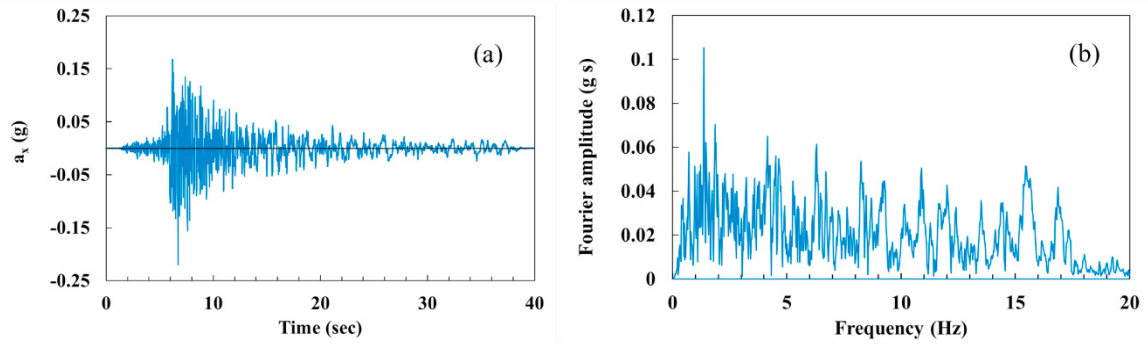 (a)
a_x (g)
0.25
0.15
0.05
-0.05
-0.15
-0.25
0 10 20 30 40
Time (sec)
(b)
Fourier amplitude (g s)
0.12
0.1
0.08
0.06
0.04
0.02
0
0 5 10 15 20
Frequency (Hz)